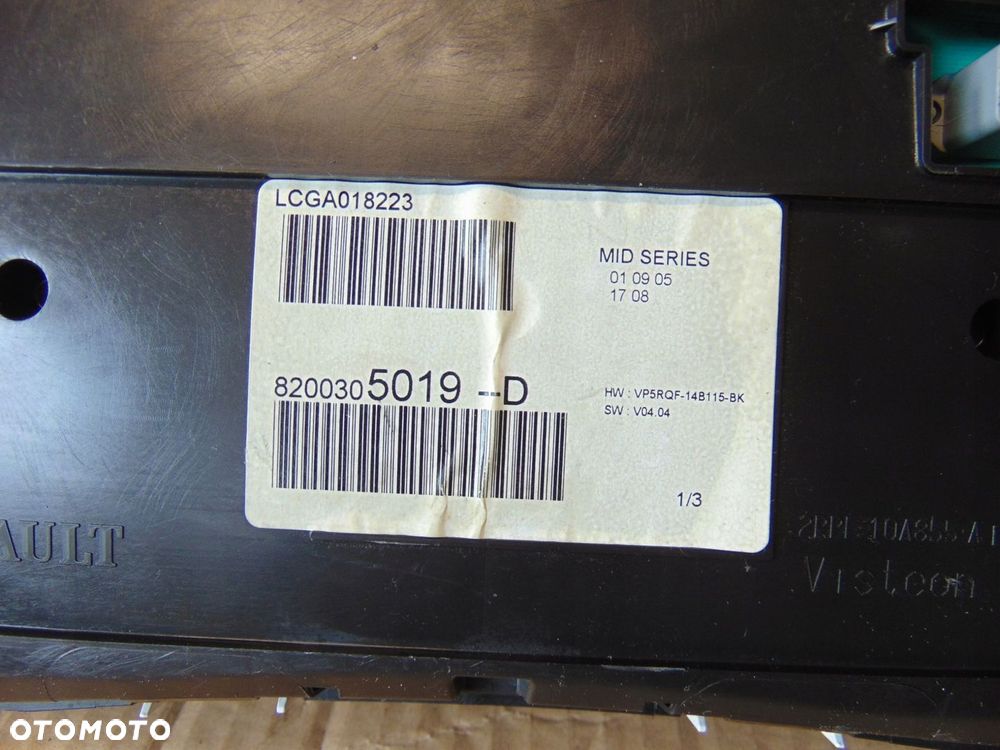 LCGA018223
MID SERIES
01 09 05
17 08
8200305019 -D
HW : VP5RQF-14B115-BK
SW : V04.04
1/3
AULT
Visteon
OTOMOTO